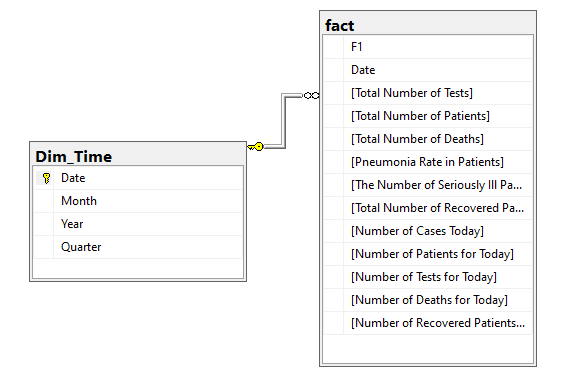 fact
F1
Date
[Total Number of Tests]
[Total Number of Patients]
[Total Number of Deaths]
[Pneumonia Rate in Patients]
[The Number of Seriously Ill Pa...
[Total Number of Recovered Pa...
[Number of Cases Today]
[Number of Patients for Today]
[Number of Tests for Today]
[Number of Deaths for Today]
[Number of Recovered Patients...
Dim_Time
Date
Month
Year
Quarter